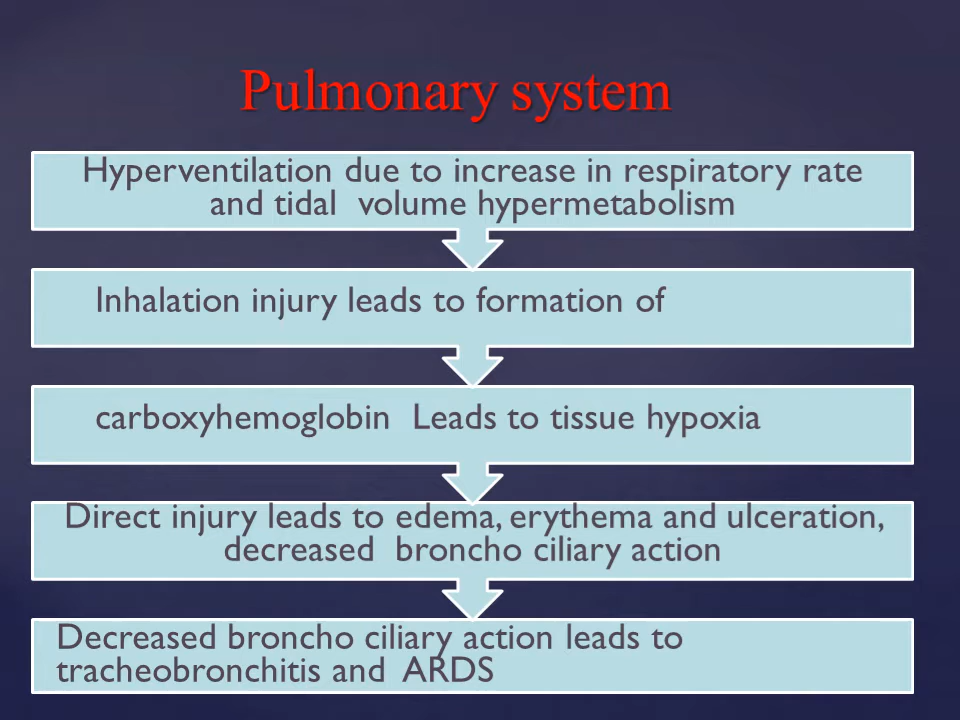 Pulmonary system
Hyperventilation due to increase in respiratory rate
and tidal  volume hypermetabolism
Inhalation injury leads to formation of
carboxyhemoglobin  Leads to tissue hypoxia
Direct injury leads to edema, erythema and ulceration,
decreased  broncho ciliary action
Decreased broncho ciliary action leads to
tracheobronchitis and  ARDS